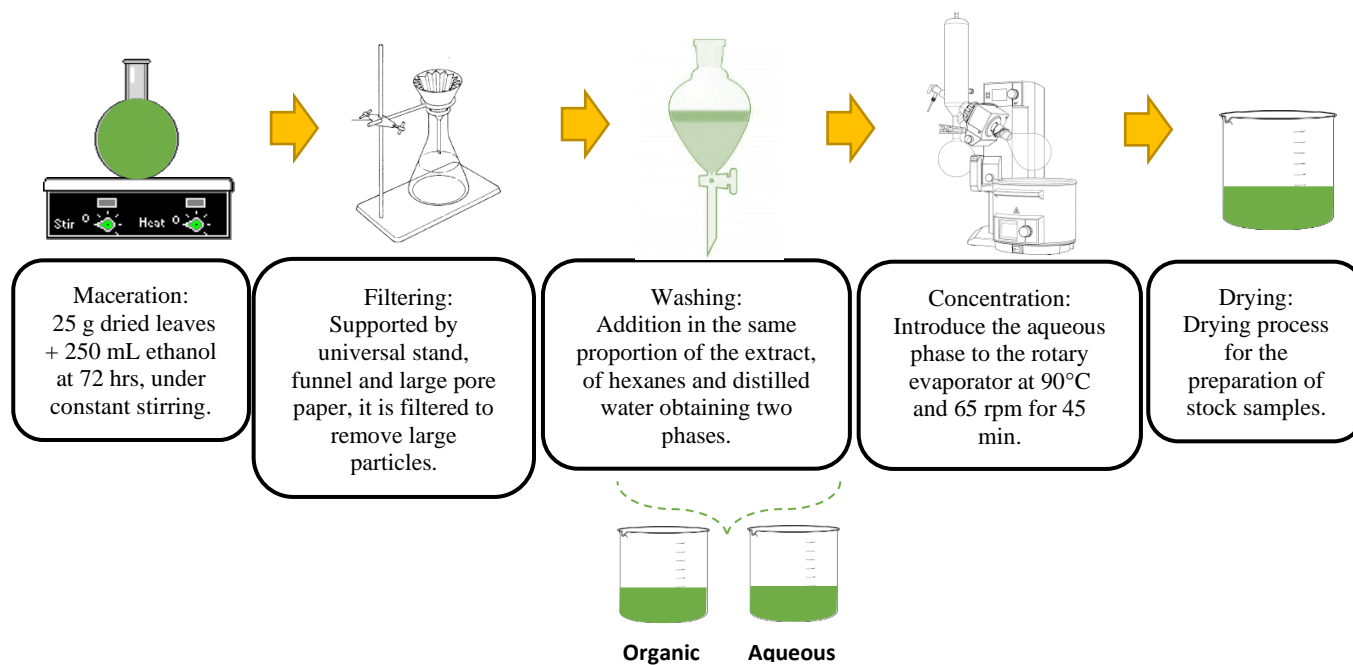 Stir 0 Heat 0
Maceration:
25 g dried leaves
+ 250 mL ethanol
at 72 hrs, under
constant stirring.
Filtering:
Supported by
universal stand,
funnel and large pore
paper, it is filtered to
remove large
particles.
Washing:
Addition in the same
proportion of the extract,
of hexanes and distilled
water obtaining two
phases.
Concentration:
Introduce the aqueous
phase to the rotary
evaporator at 90°C
and 65 rpm for 45
min.
Drying:
Drying process
for the
preparation of
stock samples.
Organic
Aqueous